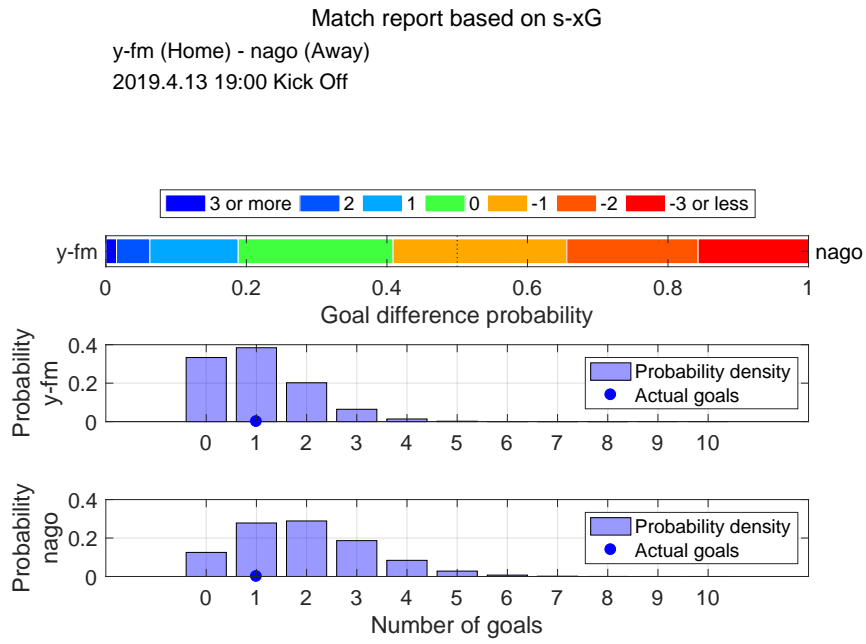 Match report based on s-xG
y-fm (Home) - nago (Away)
2019.4.13 19:00 Kick Off
3 or more 2 1 0 -1 -2 -3 or less
y-fm nago
0 0.2 0.4 0.6 0.8 1
Goal difference probability
Probability
y-fm
0.4
0.2
0
Probability density
Actual goals
0 1 2 3 4 5 6 7 8 9 10
Probability
nago
0.4
0.2
0
Probability density
Actual goals
0 1 2 3 4 5 6 7 8 9 10
Number of goals